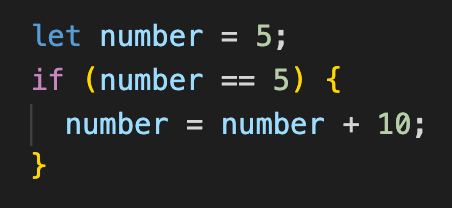 let number = 5;
if (number == 5) {
  number = number + 10;
}